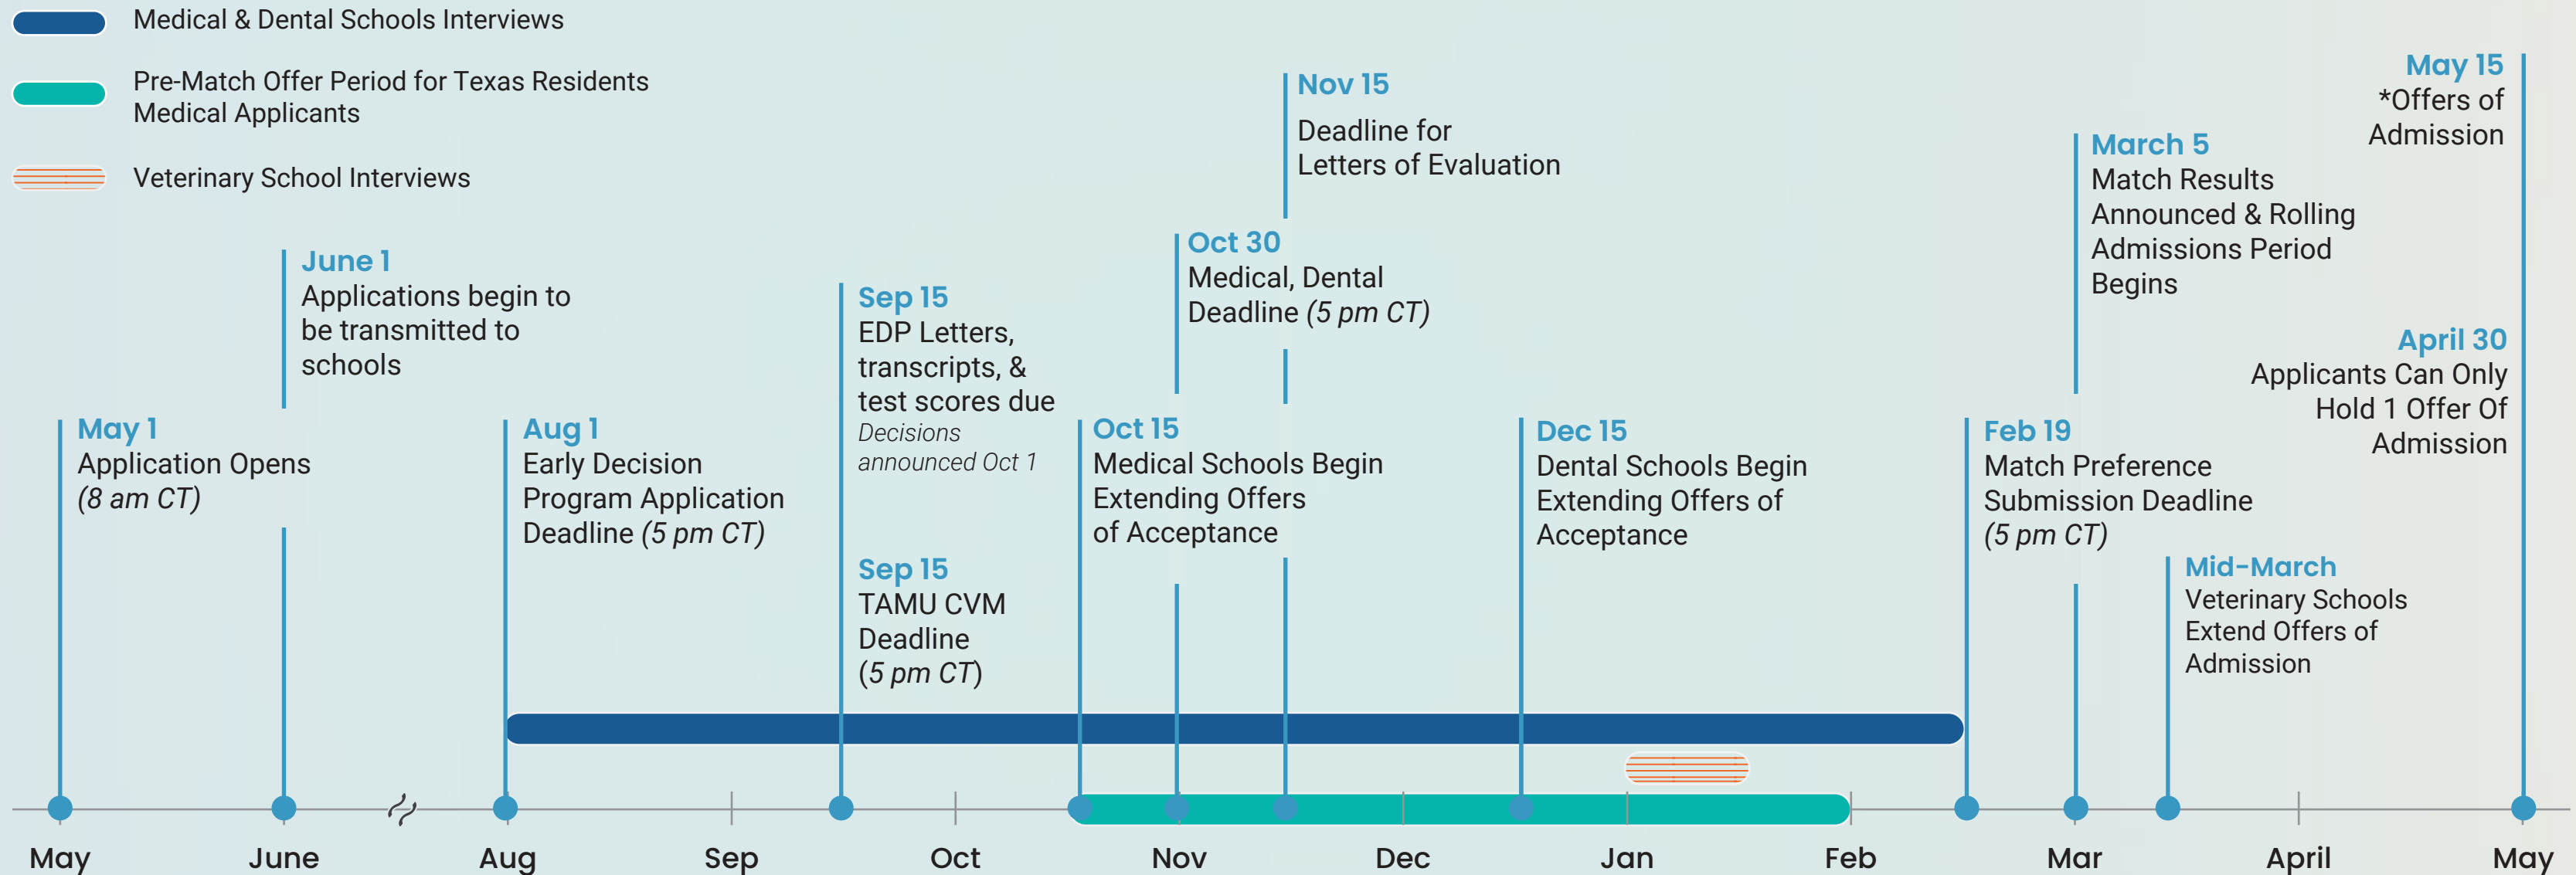 Medical & Dental Schools Interviews
Pre-Match Offer Period for Texas Residents
Medical Applicants
Veterinary School Interviews
May 1
Application Opens
(8 am CT)
June 1
Applications begin to
be transmitted to
schools
Aug 1
Early Decision
Program Application
Deadline (5 pm CT)
Sep 15
EDP Letters,
transcripts, &
test scores due
Decisions
announced Oct 1
Sep 15
TAMU CVM
Deadline
(5 pm CT)
Oct 15
Medical Schools Begin
Extending Offers
of Acceptance
Oct 30
Medical, Dental
Deadline (5 pm CT)
Nov 15
Deadline for
Letters of Evaluation
Dec 15
Dental Schools Begin
Extending Offers of
Acceptance
Feb 19
Match Preference
Submission Deadline
(5 pm CT)
March 5
Match Results
Announced & Rolling
Admissions Period
Begins
Mid-March
Veterinary Schools
Extend Offers of
Admission
April 30
Applicants Can Only
Hold 1 Offer Of
Admission
May 15
*Offers of
Admission
May
June
Aug
Sep
Oct
Nov
Dec
Jan
Feb
Mar
April
May